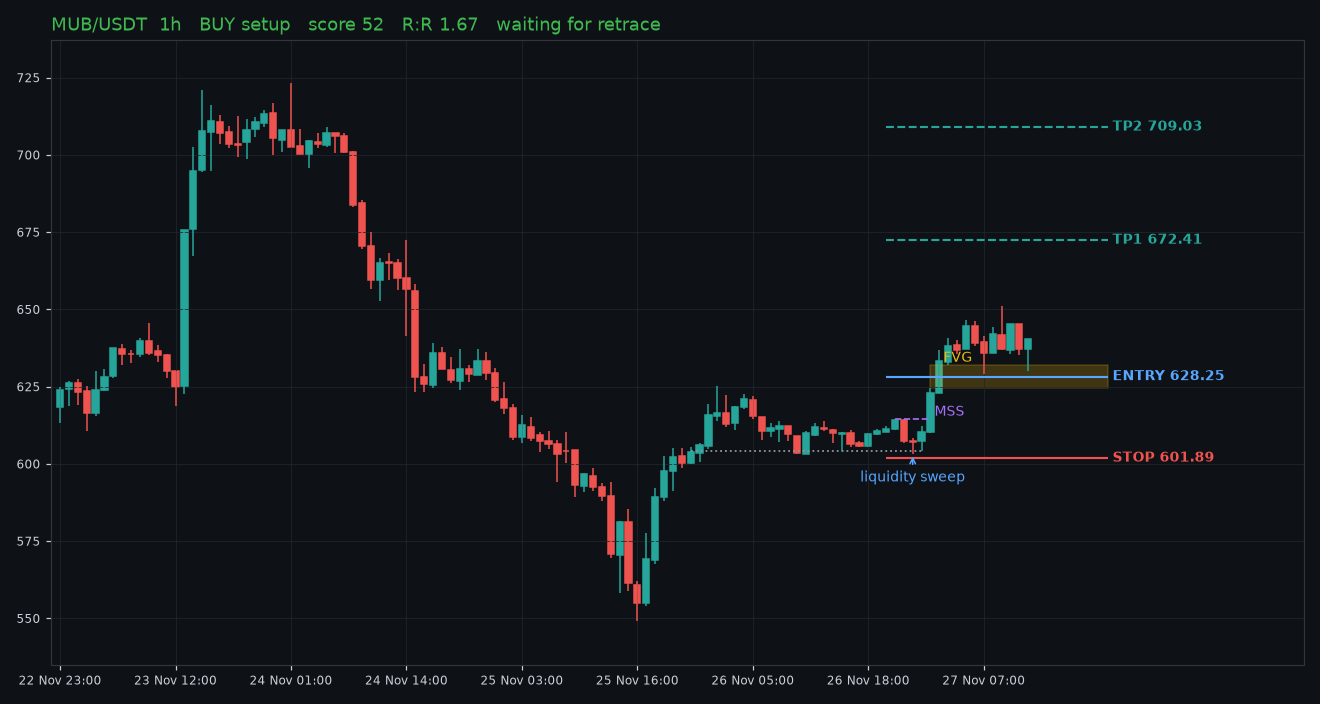 MUB/USDT 1h BUY setup score 52 R:R 1.67 waiting for retrace
725
700
675
650
625
600
575
550
TP2 709.03
TP1 672.41
FVG
ENTRY 628.25
MSS
STOP 601.89
liquidity sweep
22 Nov 23:00
23 Nov 12:00
24 Nov 01:00
24 Nov 14:00
25 Nov 03:00
25 Nov 16:00
26 Nov 05:00
26 Nov 18:00
27 Nov 07:00